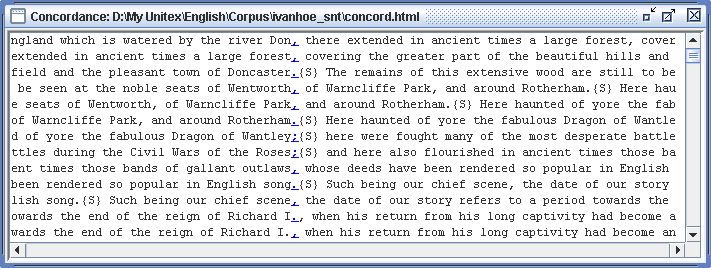 Concordance: D:\My Unitex\English\Corpus\ivanhoe_snt\concord.html
ngland which is watered by the river Don, there extended in ancient times a large forest, cover
extended in ancient times a large forest, covering the greater part of the beautiful hills and
field and the pleasant town of Doncaster.{S} The remains of this extensive wood are still to be
be seen at the noble seats of Wentworth, of Warncliffe Park, and around Rotherham.{S} Here hau
e seats of Wentworth, of Warncliffe Park, and around Rotherham.{S} Here haunted of yore the fab
of Warncliffe Park, and around Rotherham.{S} Here haunted of yore the fabulous Dragon of Wantle
d of yore the fabulous Dragon of Wantley;{S} here were fought many of the most desperate battle
ttles during the Civil Wars of the Roses;{S} and here also flourished in ancient times those ba
ent times those bands of gallant outlaws, whose deeds have been rendered so popular in English
been rendered so popular in English song.{S} Such being our chief scene, the date of our story
lish song.{S} Such being our chief scene, the date of our story refers to a period towards the
owards the end of the reign of Richard I., when his return from his long captivity had become a
wards the end of the reign of Richard I., when his return from his long captivity had become an